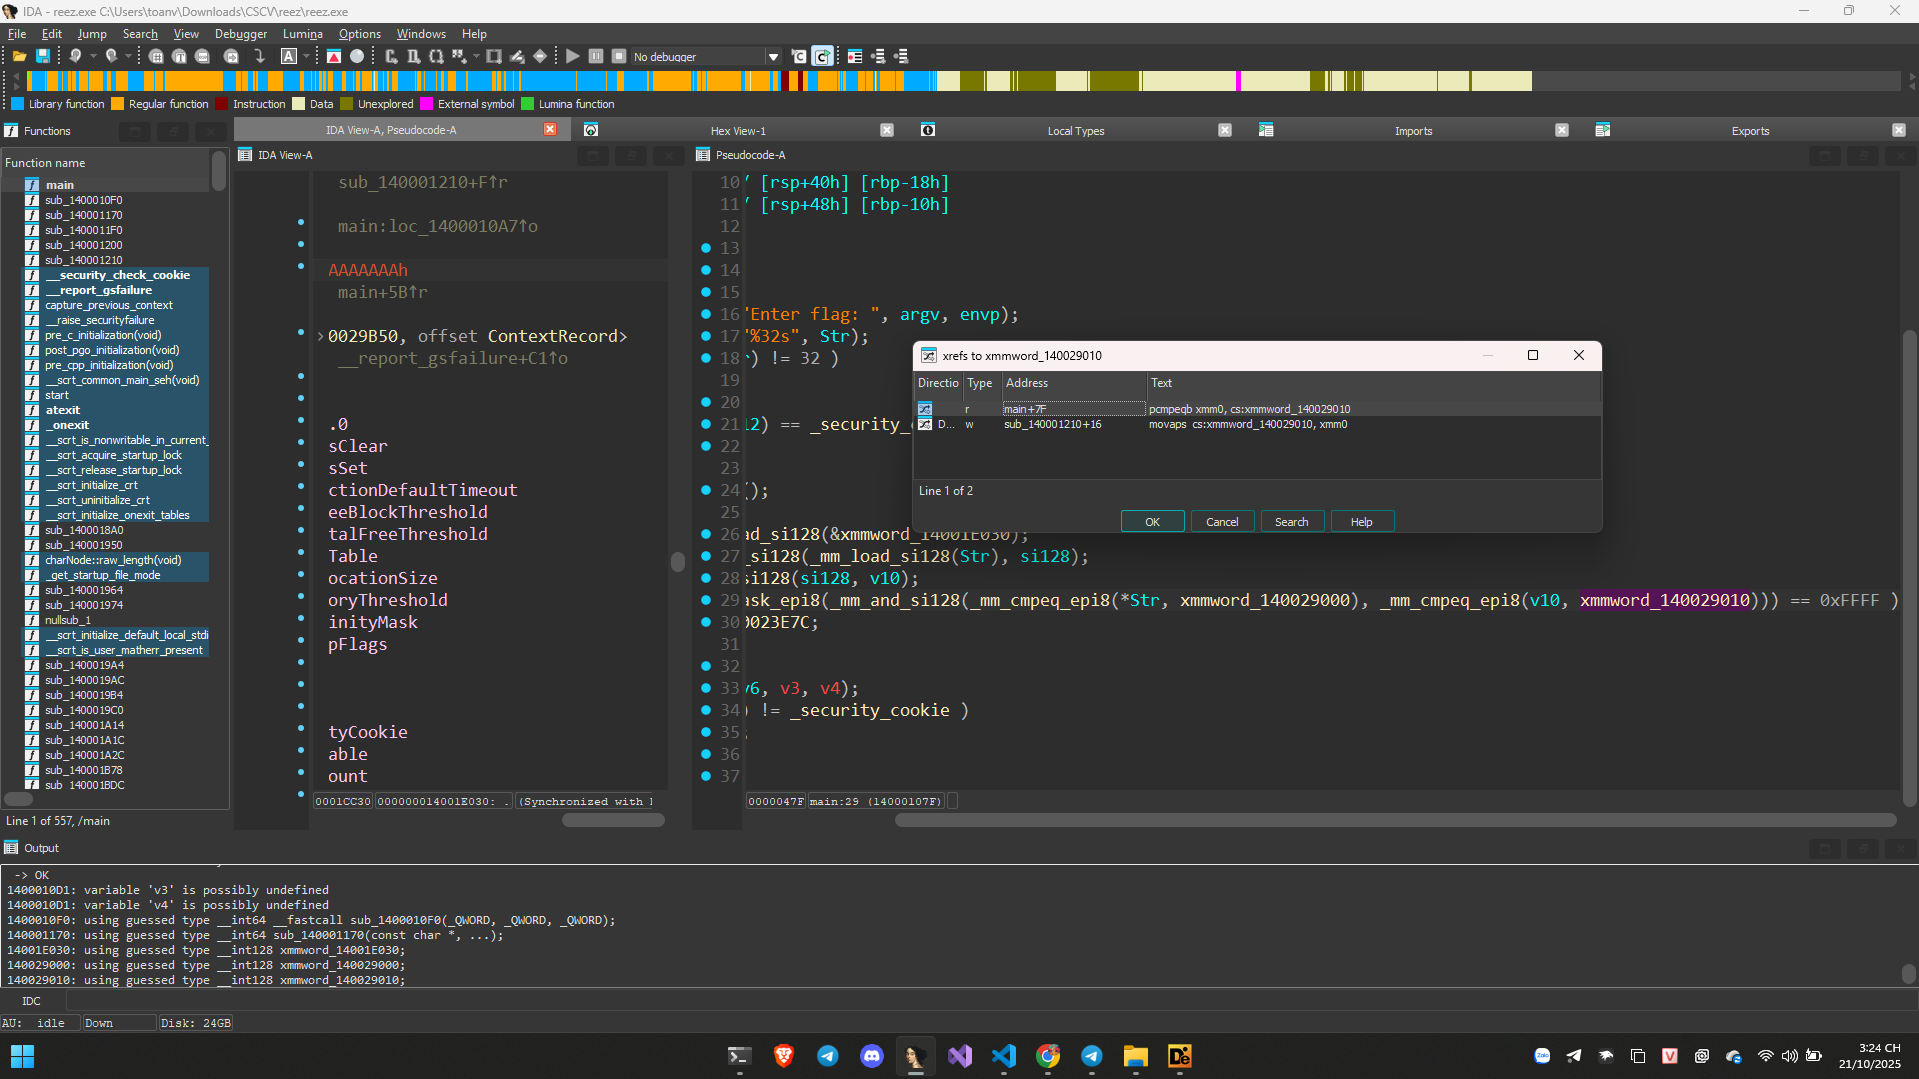 IDA - reez.exe C:\Users\toanv\Downloads\CSCV\reez\reez.exe
File Edit Jump Search View Debugger Lumina Options Windows Help
No debugger
Library function Regular function Instruction Data Unexplored External symbol Lumina function
Functions
IDA View-A, Pseudocode-A
Hex View-1
Local Types
Imports
Exports
Function name
main
sub_1400010F0
sub_140001170
sub_1400011F0
sub_140001200
sub_140001210
__security_check_cookie
__report_gsfailure
capture_previous_context
__raise_securityfailure
pre_c_initialization(void)
post_pgo_initialization(void)
pre_cpp_initialization(void)
__scrt_common_main_seh(void)
start
atexit
_onexit
__scrt_is_nonwritable_in_current_
__scrt_acquire_startup_lock
__scrt_release_startup_lock
__scrt_initialize_crt
__scrt_uninitialize_crt
__scrt_initialize_onexit_tables
sub_1400018A0
sub_140001950
charNode::raw_length(void)
_get_startup_file_mode
sub_140001964
sub_140001974
nullsub_1
__scrt_initialize_default_local_stdi
__scrt_is_user_matherr_present
sub_1400019A4
sub_1400019AC
sub_1400019B4
sub_1400019C0
sub_140001A14
sub_140001A1C
sub_140001A2C
sub_140001B78
sub_140001BDC
Line 1 of 557, /main
IDA View-A
sub_140001210+F↑r
main:loc_1400010A7↑o
AAAAAAAh
main+5B↑r
0029B50, offset ContextRecord>
__report_gsfailure+C1↑o
.0
sClear
sSet
ctionDefaultTimeout
eeBlockThreshold
talFreeThreshold
Table
ocationSize
oryThreshold
inityMask
pFlags
tyCookie
able
ount
0001CC30 000000014001E030: . (Synchronized with
Pseudocode-A
10 [rsp+40h] [rbp-18h]
11 [rsp+48h] [rbp-10h]
12
13
14
15
16 "Enter flag: ", argv, envp);
17 "%32s", Str);
18 ) != 32 )
19
20
21 12) == _security_
22
23
24 ();
25
26 ad_si128(&xmmword_14001E030);
27 _si128(_mm_load_si128(Str), si128);
28 si128(si128, v10);
29 ask_epi8(_mm_and_si128(_mm_cmpeq_epi8(*Str, xmmword_140029000), _mm_cmpeq_epi8(v10, xmmword_140029010))) == 0xFFFF )
30 0023E7C;
31
32
33 v6, v3, v4);
34 ) != _security_cookie )
35 ;
36
37
0000047F main:29 (14000107F)
xrefs to xmmword_140029010
Directio Type Address Text
r main+7F pcmpeqb xmm0, cs:xmmword_140029010
D... w sub_140001210+16 movaps cs:xmmword_140029010, xmm0
Line 1 of 2
OK Cancel Search Help
Output
-> OK
1400010D1: variable 'v3' is possibly undefined
1400010D1: variable 'v4' is possibly undefined
1400010F0: using guessed type __int64 __fastcall sub_1400010F0(_QWORD, _QWORD, _QWORD);
140001170: using guessed type __int64 sub_140001170(const char *, ...);
14001E030: using guessed type __int128 xmmword_14001E030;
140029000: using guessed type __int128 xmmword_140029000;
140029010: using guessed type __int128 xmmword_140029010;
IDC
AU: idle Down Disk: 24GB
3:24 CH
21/10/2025